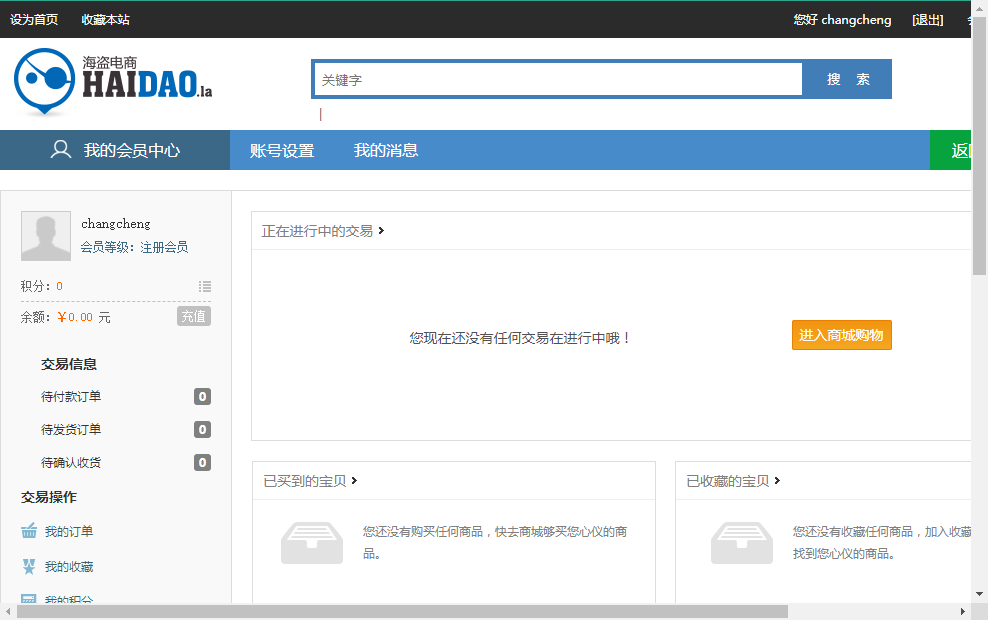 设为首页 收藏本站 您好 changcheng [退出]
海盗电商
HAIDAO.la
关键字 搜 索
|
我的会员中心 账号设置 我的消息
changcheng
会员等级：注册会员
积分：0
余额：￥0.00 元 充值
交易信息
待付款订单 0
待发货订单 0
待确认收货 0
交易操作
我的订单
我的收藏
我的积分
正在进行中的交易
您现在还没有任何交易在进行中哦！ 进入商城购物
已买到的宝贝
您还没有购买任何商品，快去商城够买您心仪的商
品。
已收藏的宝贝
您还没有收藏任何商品，加入收藏
找到您心仪的商品。